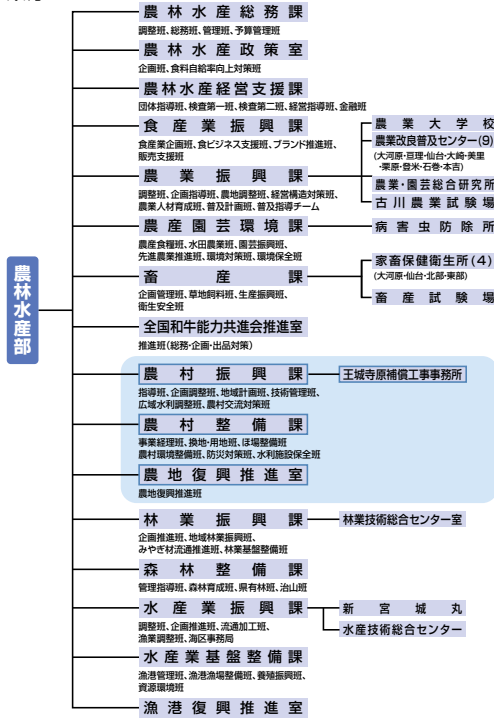 農林水産部
農林水産総務課
調整班、総務班、管理班、予算管理班
農林水産政策室
企画班、食料自給率向上対策班
農林水産経営支援課
団体指導班、検査第一班、検査第二班、経営指導班、金融班
食産業振興課
食産業企画班、食ビジネス支援班、ブランド推進班、
販売支援班
農業振興課
調整班、企画指導班、農地調整班、経営構造対策班、
農業人材育成班、普及計画班、普及指導チーム
農業大学校
農業改良普及センター(9)
(大河原・亘理・仙台・大崎・美里
・栗原・登米・石巻・本吉)
農業・園芸総合研究所
古川農業試験場
農産園芸環境課
農産食糧班、水田農業班、園芸振興班、
先進農業推進班、環境対策班、環境保全班
病害虫防除所
畜産課
企画管理班、草地飼料班、生産振興班、
衛生安全班
家畜保健衛生所(4)
(大河原・仙台・北部・東部)
畜産試験場
全国和牛能力共進会推進室
推進班(総務・企画・出品対策)
農村振興課
指導班、企画調整班、地域計画班、技術管理班、
広域水利調整班、農村交流対策班
王城寺原補償工事事務所
農村整備課
事業経理班、換地・用地班、ほ場整備班
農村環境整備班、防災対策班、水利施設保全班
農地復興推進室
農地復興推進班
林業振興課
企画推進班、地域林業振興班、
みやぎ材流通推進班、林業基盤整備班
林業技術総合センター室
森林整備課
管理指導班、森林育成班、県有林班、治山班
水産業振興課
調整班、企画推進班、流通加工班、
漁業調整班、海区事務局
新宮城丸
水産技術総合センター
水産業基盤整備課
漁港管理班、漁港漁場整備班、養殖振興班、
資源環境班
漁港復興推進室